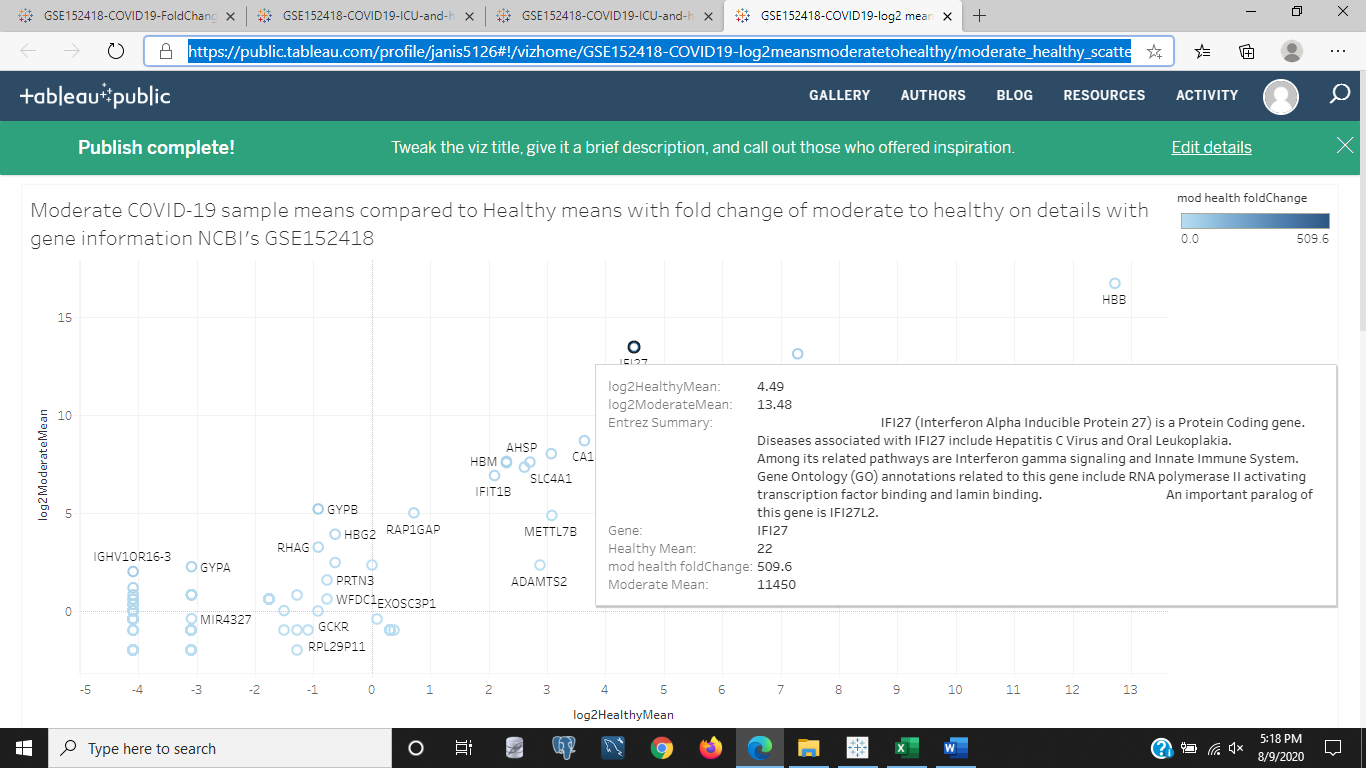 GSE152418-COVID19-FoldChang
GSE152418-COVID19-ICU-and-h
GSE152418-COVID19-ICU-and-h
GSE152418-COVID19-log2 mean
https://public.tableau.com/profile/janis5126#!/vizhome/GSE152418-COVID19-log2meansmoderatetohealthy/moderate_healthy_scatte
+ableau public
GALLERY AUTHORS BLOG RESOURCES ACTIVITY
Publish complete! Tweak the viz title, give it a brief description, and call out those who offered inspiration. Edit details
Moderate COVID-19 sample means compared to Healthy means with fold change of moderate to healthy on details with
gene information NCBI's GSE152418
mod health foldChange
0.0 509.6
HBB
15
IFI27
log2HealthyMean: 4.49
log2ModerateMean: 13.48
Entrez Summary: IFI27 (Interferon Alpha Inducible Protein 27) is a Protein Coding gene.
Diseases associated with IFI27 include Hepatitis C Virus and Oral Leukoplakia.
Among its related pathways are Interferon gamma signaling and Innate Immune System.
Gene Ontology (GO) annotations related to this gene include RNA polymerase II activating
transcription factor binding and lamin binding. An important paralog of
this gene is IFI27L2.
Gene: IFI27
Healthy Mean: 22
mod health foldChange: 509.6
Moderate Mean: 11450
10
log2ModerateMean
AHSP
CA1
HBM
SLC4A1
IFIT1B
5
GYPB
RAP1GAP
METTL7B
HBG2
RHAG
IGHV1OR16-3
GYPA
ADAMTS2
PRTN3
WFDC1
EXOSC3P1
0
MIR4327
GCKR
RPL29P11
-5 -4 -3 -2 -1 0 1 2 3 4 5 6 7 8 9 10 11 12 13
log2HealthyMean
Type here to search
5:18 PM
8/9/2020